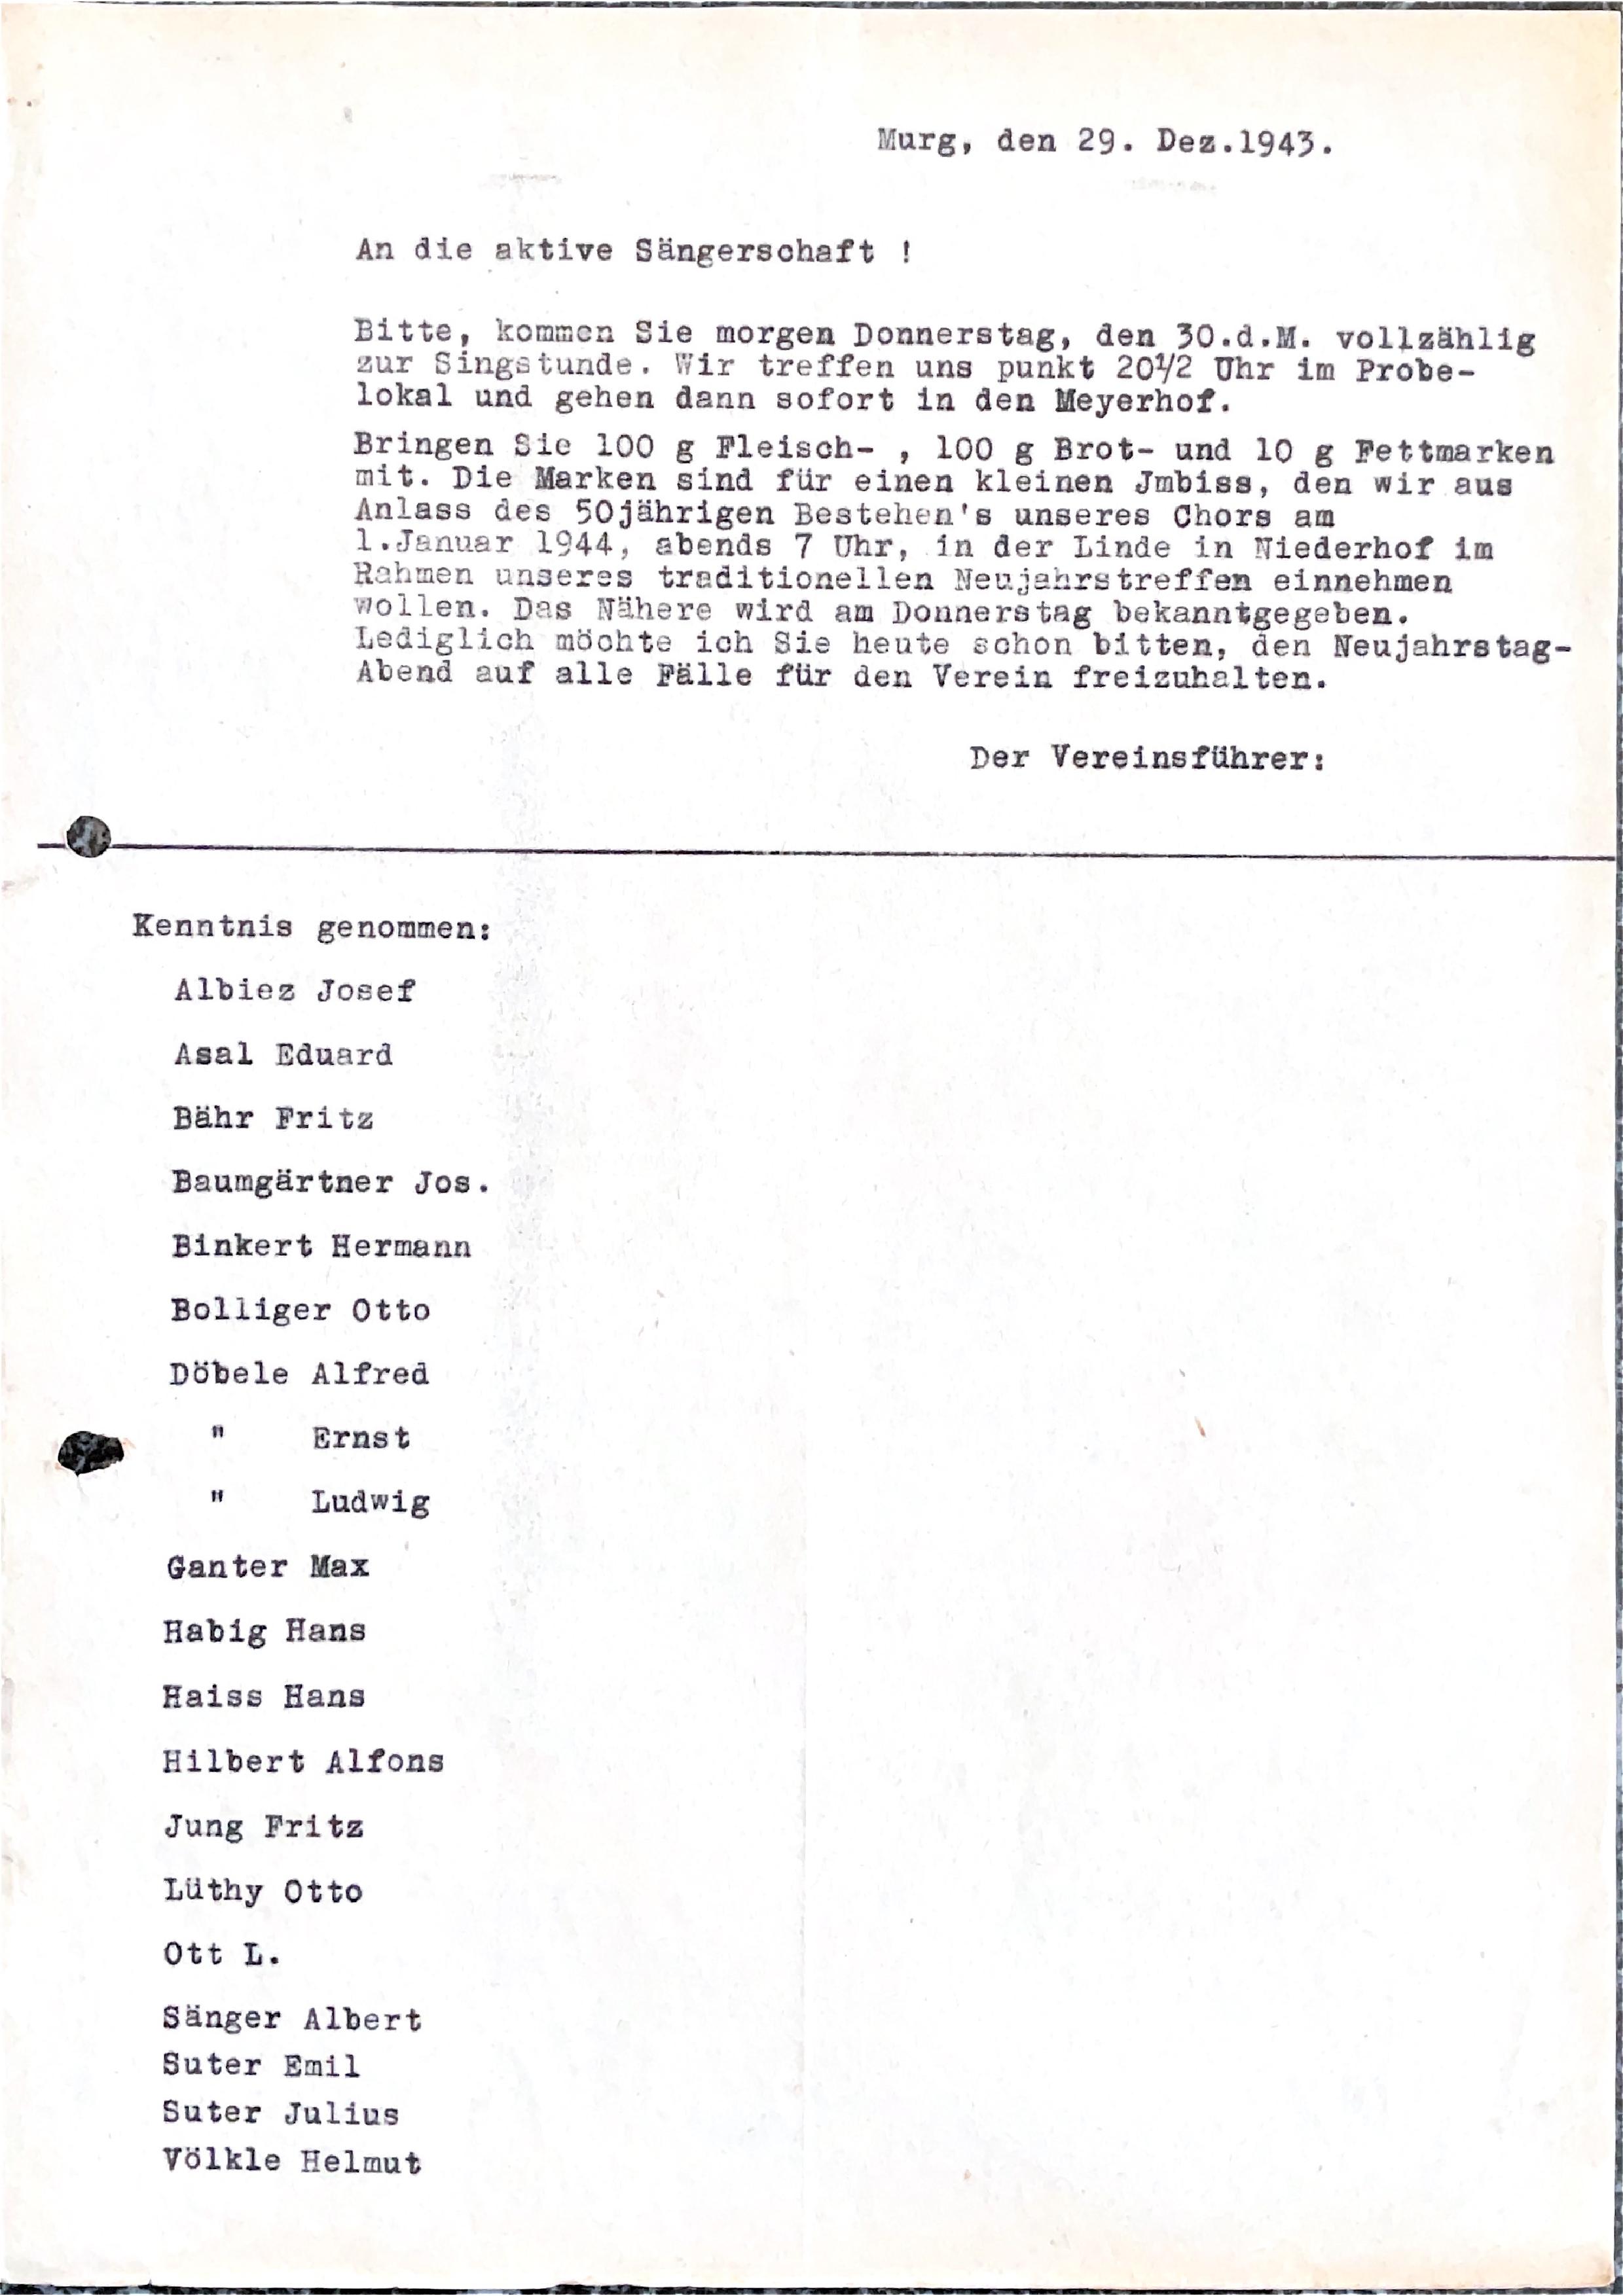 Murg, den 29. Dez.1943.
An die aktive Sängerschaft !
Bitte, kommen Sie morgen Donnerstag, den 30.d.M. vollzählig
zur Singstunde. Wir treffen uns punkt 20½ Uhr im Probe-
lokal und gehen dann sofort in den Meyerhof.
Bringen Sie 100 g Fleisch- , 100 g Brot- und 10 g Fettmarken
mit. Die Marken sind für einen kleinen Jmbiss, den wir aus
Anlass des 50jährigen Bestehen's unseres Chors am
1.Januar 1944, abends 7 Uhr, in der Linde in Niederhof im
Rahmen unseres traditionellen Neujahrstreffen einnehmen
wollen. Das Nähere wird am Donnerstag bekanntgegeben.
Lediglich möchte ich Sie heute schon bitten, den Neujahrstag-
Abend auf alle Fälle für den Verein freizuhalten.
Der Vereinsführer:
Kenntnis genommen:
Albiez Josef
Asal Eduard
Bähr Fritz
Baumgärtner Jos.
Binkert Hermann
Bolliger Otto
Döbele Alfred
" Ernst
" Ludwig
Ganter Max
Habig Hans
Haiss Hans
Hilbert Alfons
Jung Fritz
Lüthy Otto
Ott L.
Sänger Albert
Suter Emil
Suter Julius
Völkle Helmut